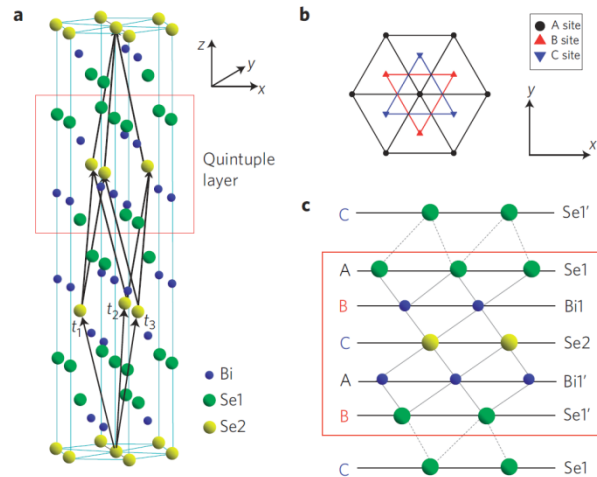 a
z
y
x
Quintuple
layer
t1
t2
t3
Bi
Se1
Se2
b
A site
B site
C site
y
x
c
C Se1′
A Se1
B Bi1
C Se2
A Bi1′
B Se1′
C Se1